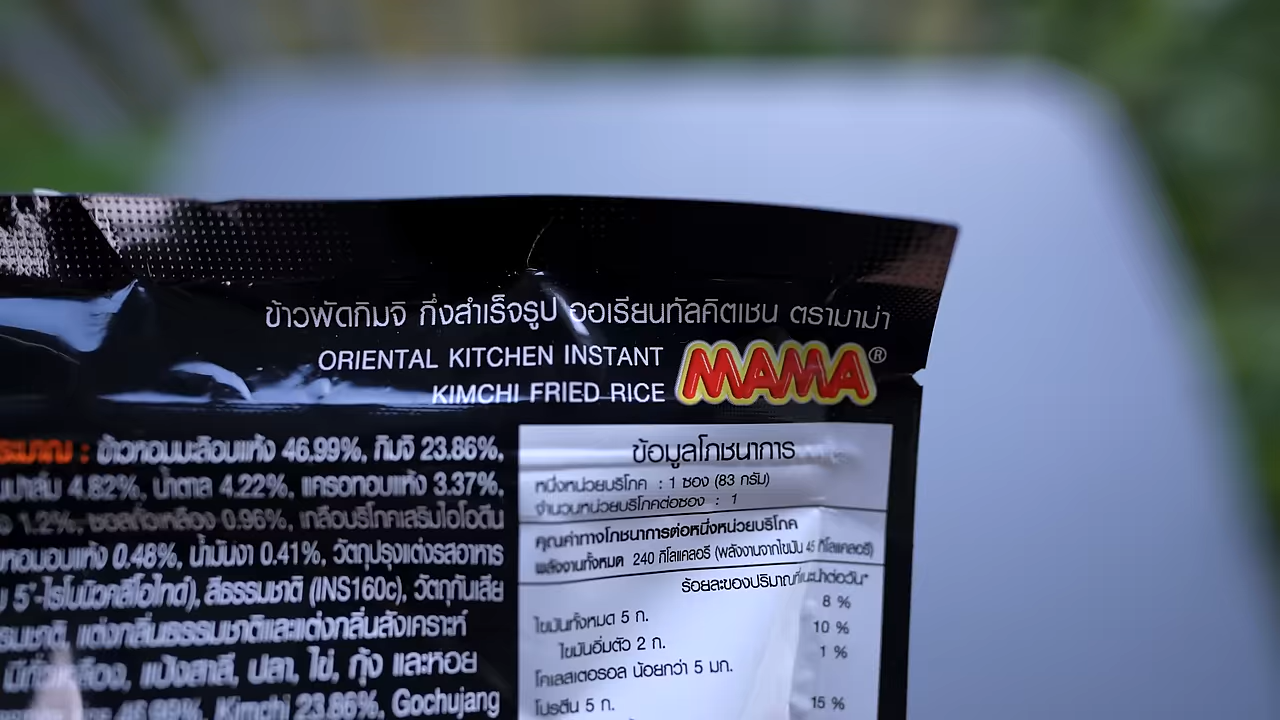 ข้าวผัดกิมจิ กึ่งสำเร็จรูป ออเรียนทัลคิตเชน ตรามาม่า
ORIENTAL KITCHEN INSTANT
KIMCHI FRIED RICE
MAMA®
: ข้าวหอมมะลิอบแห้ง 46.99%, กิมจิ 23.86%,
4.82%, น้ำตาล 4.22%, แครอทอบแห้ง 3.37%,
1.2%, ซอสถั่วเหลือง 0.96%, เกลือบริโภคเสริมไอโอดีน
หอมอบแห้ง 0.48%, น้ำมันงา 0.41%, วัตถุปรุงแต่งรสอาหาร
5'-ไรโบนิวคลีโอไทด์), สีธรรมชาติ (INS160c), วัตถุกันเสีย
แต่งกลิ่นธรรมชาติและแต่งกลิ่นสังเคราะห์
แป้งสาลี, ปลา, ไข่, กุ้ง และหอย
46.99%, Kimchi 23.86%, Gochujang
ข้อมูลโภชนาการ
หนึ่งหน่วยบริโภค : 1 ซอง (83 กรัม)
จำนวนหน่วยบริโภคต่อซอง : 1
คุณค่าทางโภชนาการต่อหนึ่งหน่วยบริโภค
พลังงานทั้งหมด 240 กิโลแคลอรี (พลังงานจากไขมัน 45 กิโลแคลอรี)
ร้อยละของปริมาณที่แนะนำต่อวัน*
ไขมันทั้งหมด 5 ก. 8 %
ไขมันอิ่มตัว 2 ก. 10 %
โคเลสเตอรอล น้อยกว่า 5 มก. 1 %
โปรตีน 5 ก. 15 %